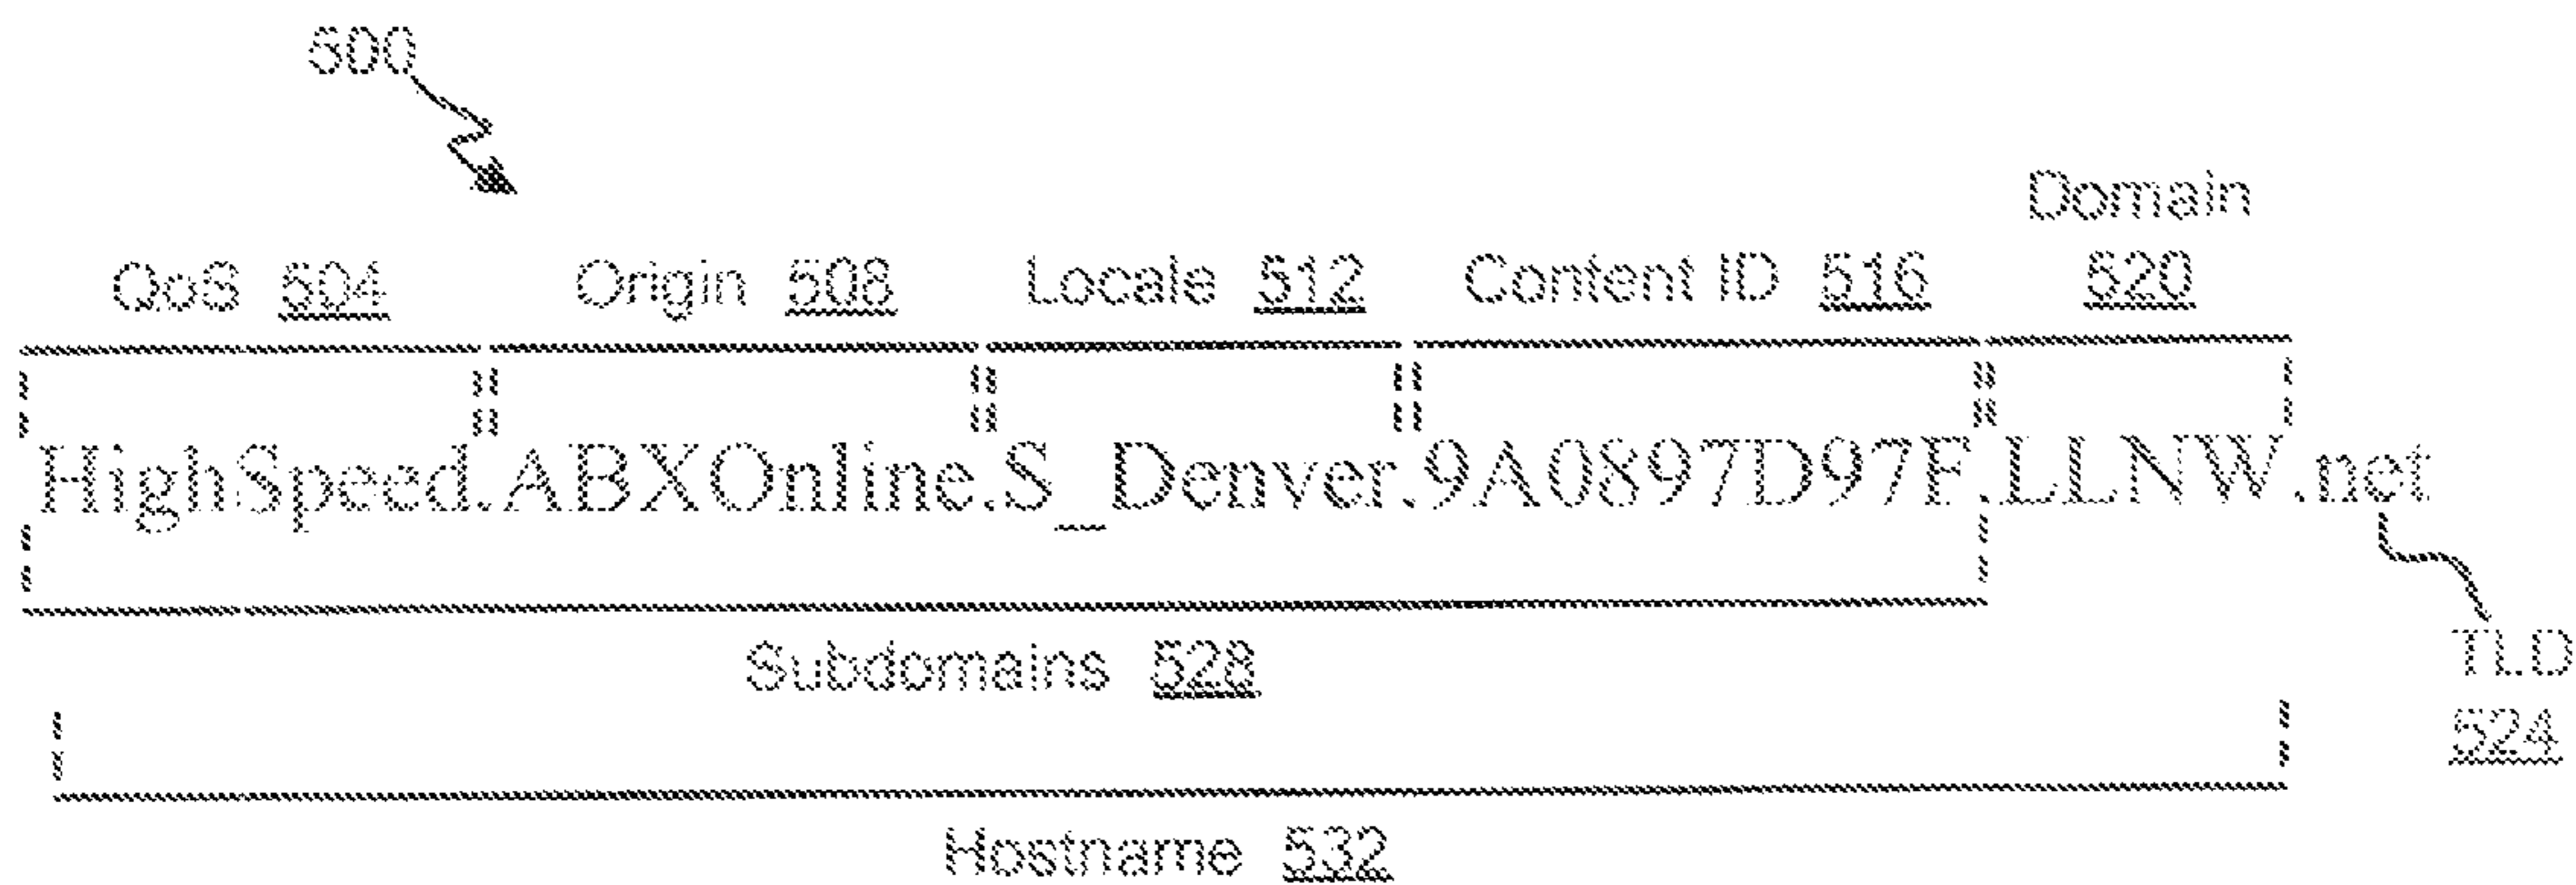 500
Domain
QoS 504 Origin 508 Locale 512 Content ID 516 520
HighSpeed.ABXOnline.S_Denver.9A0897D97F.LLNW.net
Subdomains 528
TLD
524
Hostname 532